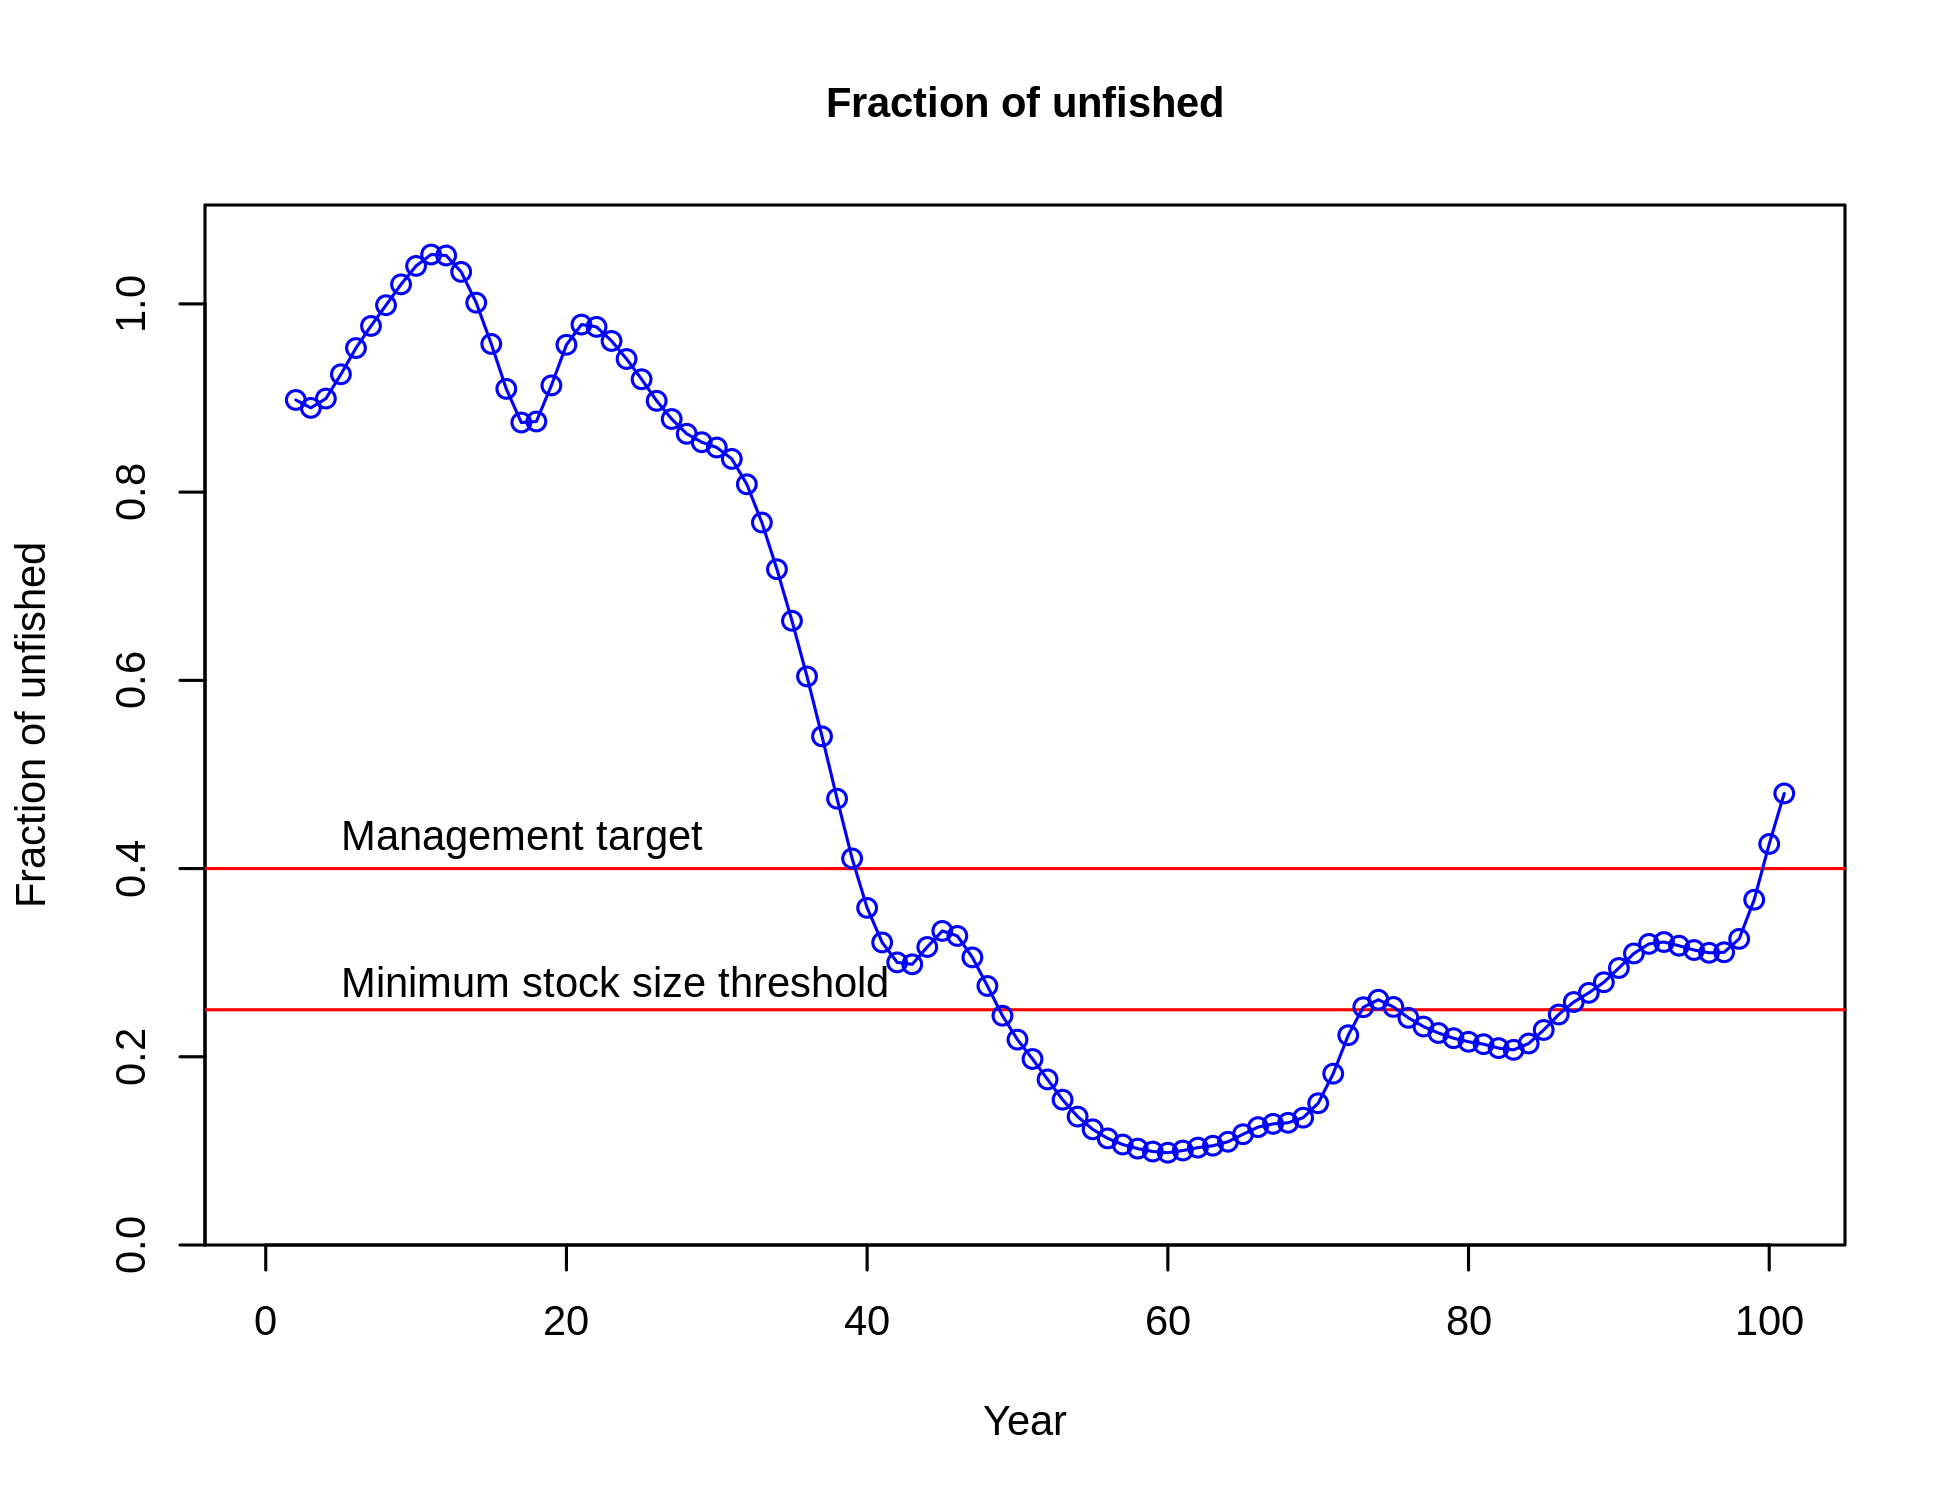 Fraction of unfished
Fraction of unfished
1.0
0.8
0.6
0.4
0.2
0.0
Management target
Minimum stock size threshold
0 20 40 60 80 100
Year